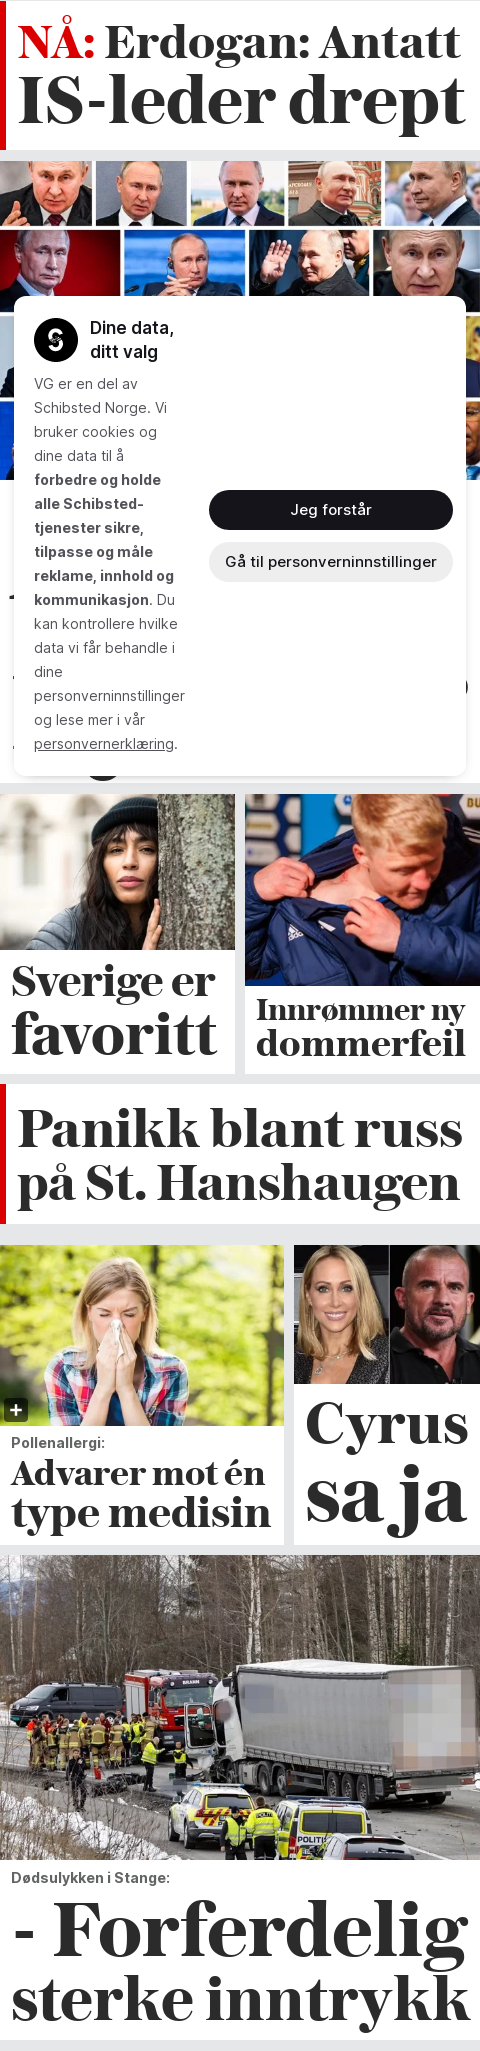 NÅ: Erdogan: Antatt
IS-leder drept
Dine data,
ditt valg
VG er en del av
Schibsted Norge. Vi
bruker cookies og
dine data til å
forbedre og holde
alle Schibsted-
tjenester sikre,
tilpasse og måle
reklame, innhold og
kommunikasjon. Du
kan kontrollere hvilke
data vi får behandle i
dine
personverninnstillinger
og lese mer i vår
personvernerklæring.
Jeg forstår
Gå til personverninnstillinger
Sverige er
favoritt
Innrømmer ny
dommerfeil
Panikk blant russ
på St. Hanshaugen
Pollenallergi:
Advarer mot én
type medisin
Cyrus
sa ja
POLITI
Dødsulykken i Stange:
- Forferdelig
sterke inntrykk